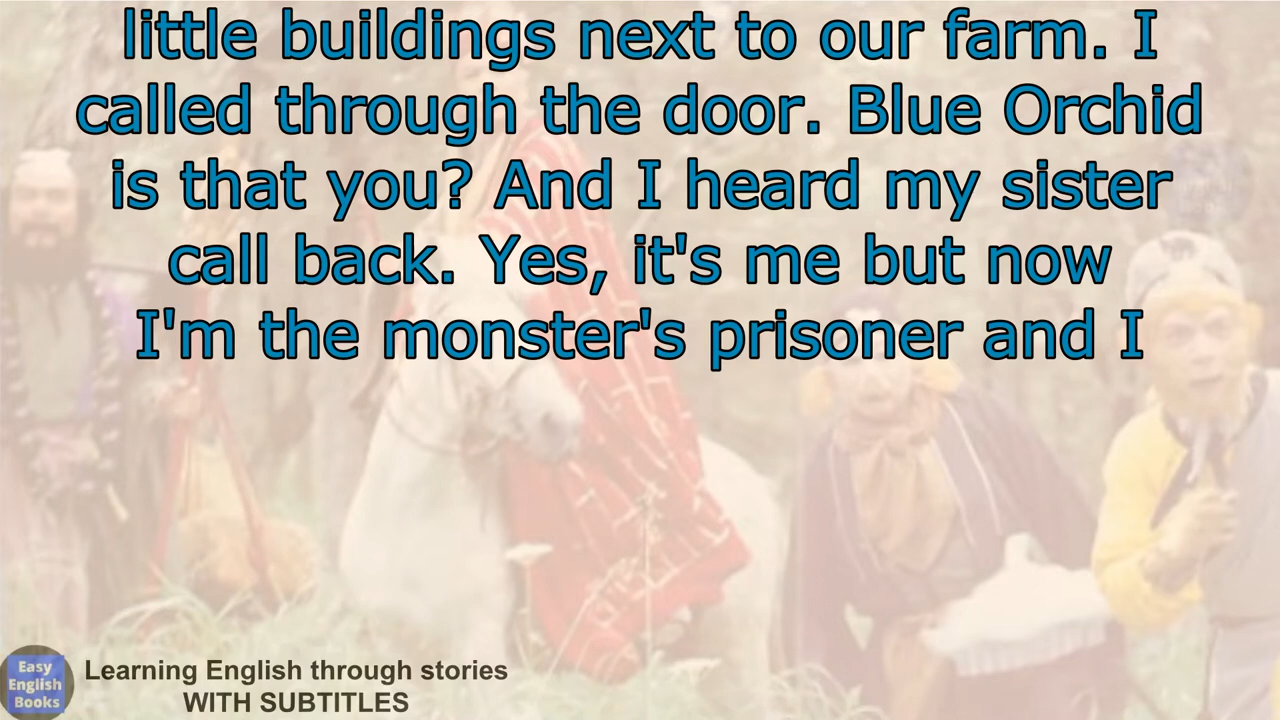 little buildings next to our farm. I
called through the door. Blue Orchid
is that you? And I heard my sister
call back. Yes, it's me but now
I'm the monster's prisoner and I
Easy
English
Books
Learning English through stories
WITH SUBTITLES